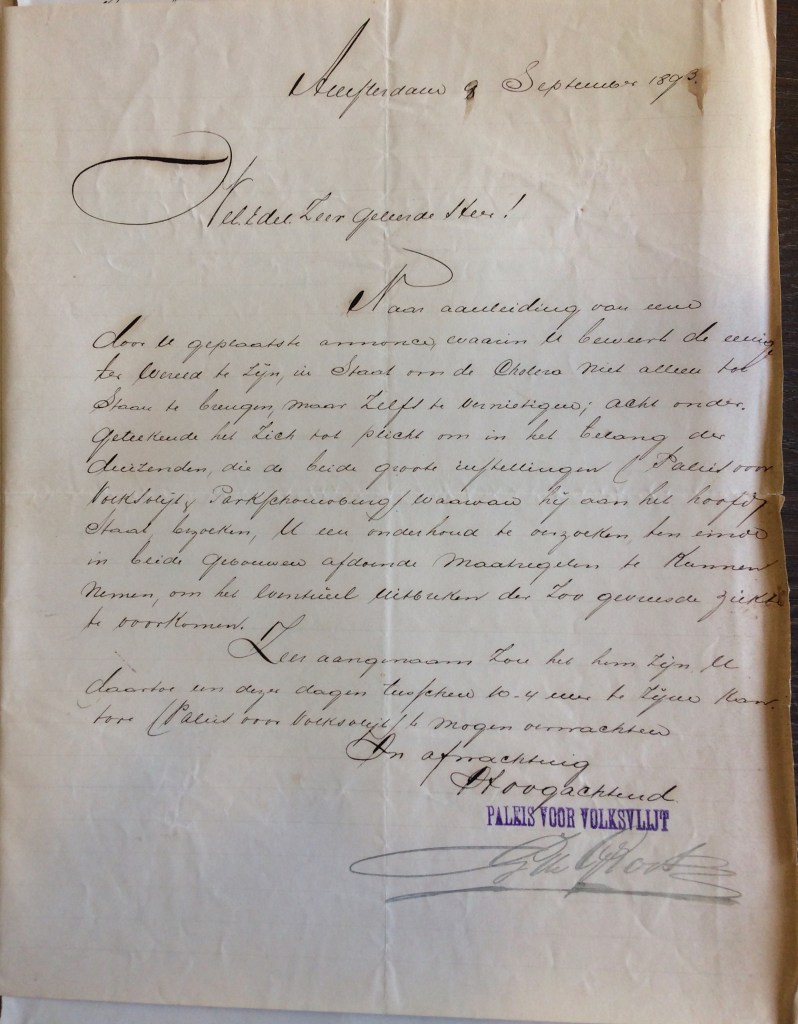 Amsterdam 8 September 1893.
WelEdel Zeer geleerde Heer!
Naar aanleiding van eene
door U geplaatste annonce, waarin U beweert de eenige
ter Wereld te zijn, in Staat om de Cholera niet alleen tot
Staan te brengen, maar Zelfs te vernietigen; acht onder-
geteekende het Zich tot plicht om in het belang der
duizenden, die de beide groote instellingen (Paleis voor
Volksvlijt & Parkschouwburg) waarvan hij aan het hoofd
Staat, bezoeken, U een onderhoud te verzoeken, ten einde
in beide gebouwen afdoende Maatregelen te Kunnen
Nemen, om het Eventueel Uitbreken der Zoo gevreesde ziekte
te voorkomen.
Zeer aangenaam Zou het hem Zijn U
daartoe een dezer dagen tusschen 10-4 uur te Zijne Kan-
tore (Paleis voor Volksvlijt) te mogen verwachten
In afwachting
Hoogachtend
PALEIS VOOR VOLKSVLIJT
de Groot